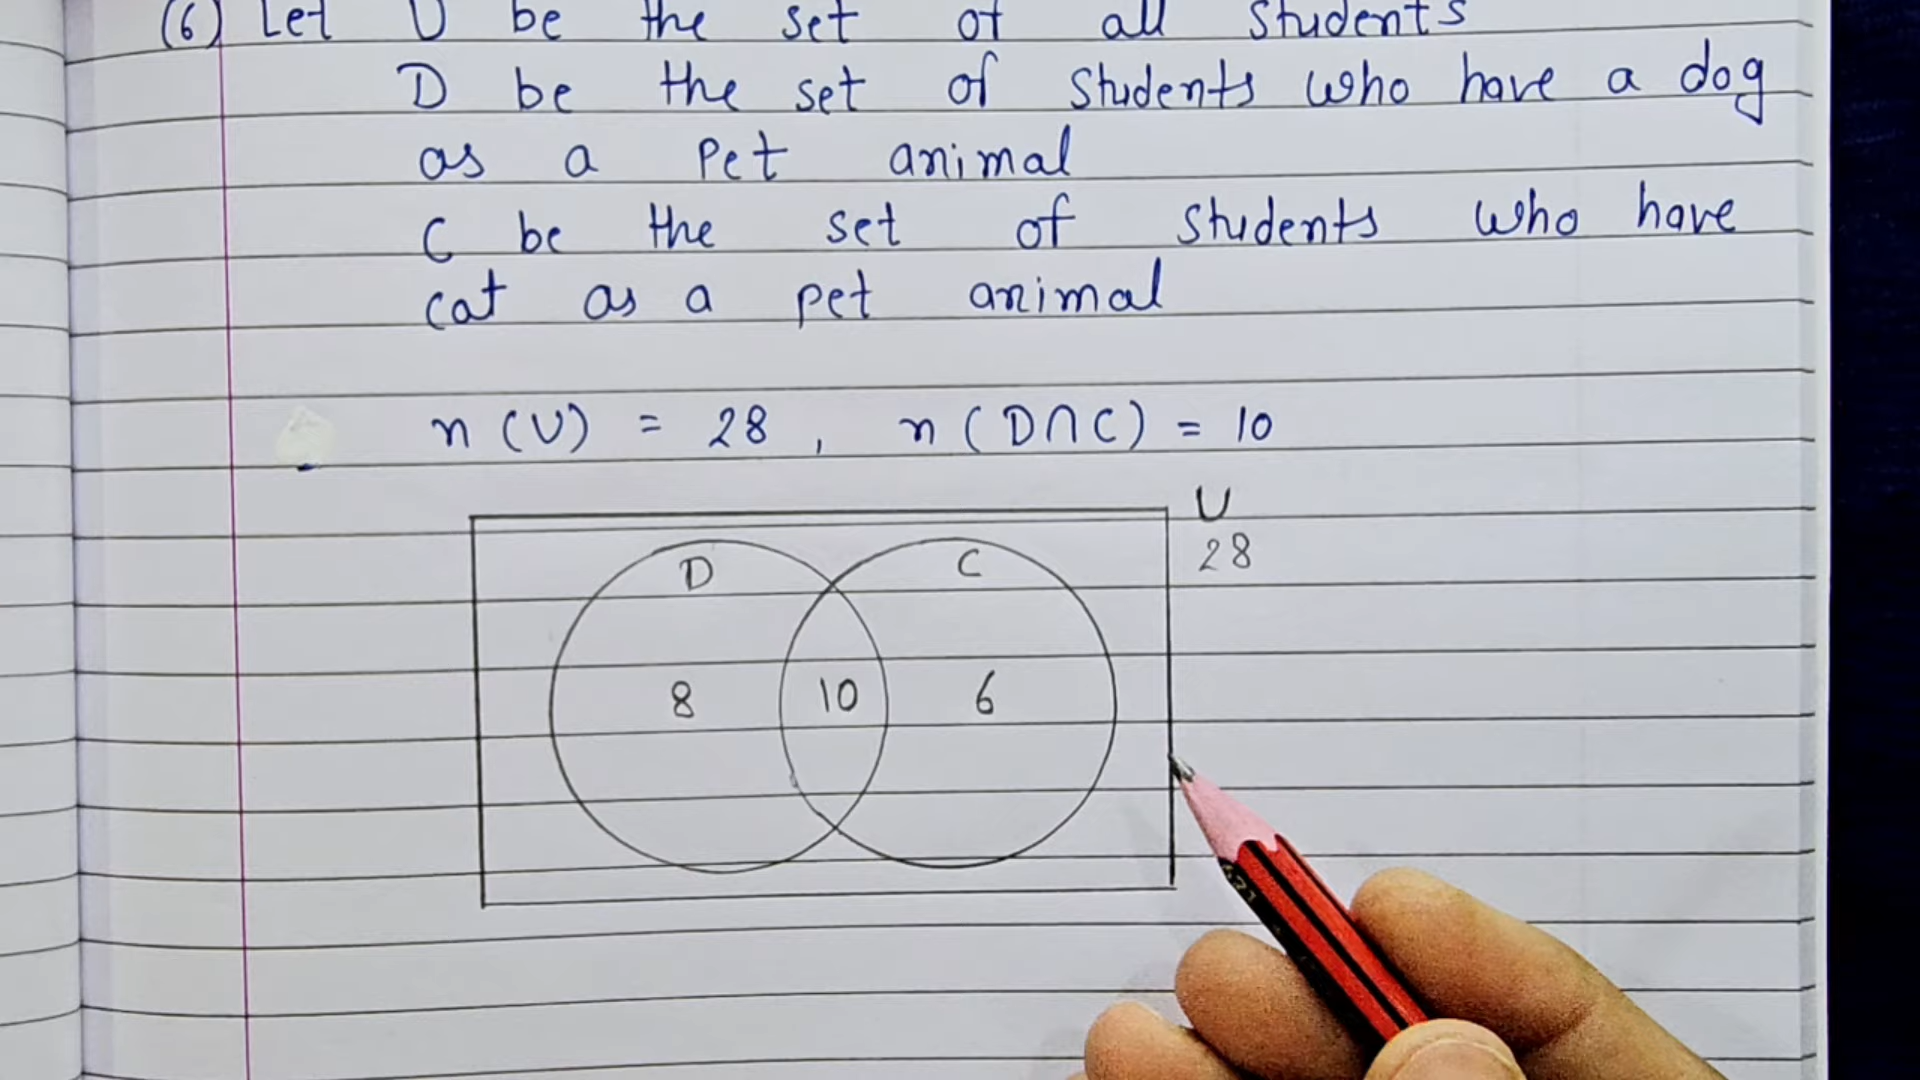 (6) Let U be the set of all students
D be the set of students who have a dog
as a pet animal
C be the set of students who have
cat as a pet animal
n (U) = 28 , n (D∩C) = 10
U
28
D C
8 10 6